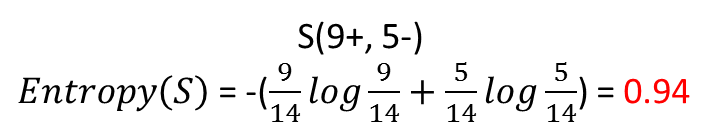 S(9+, 5-)
Entropy(S) = -(9/14 log 9/14 + 5/14 log 5/14) = 0.94